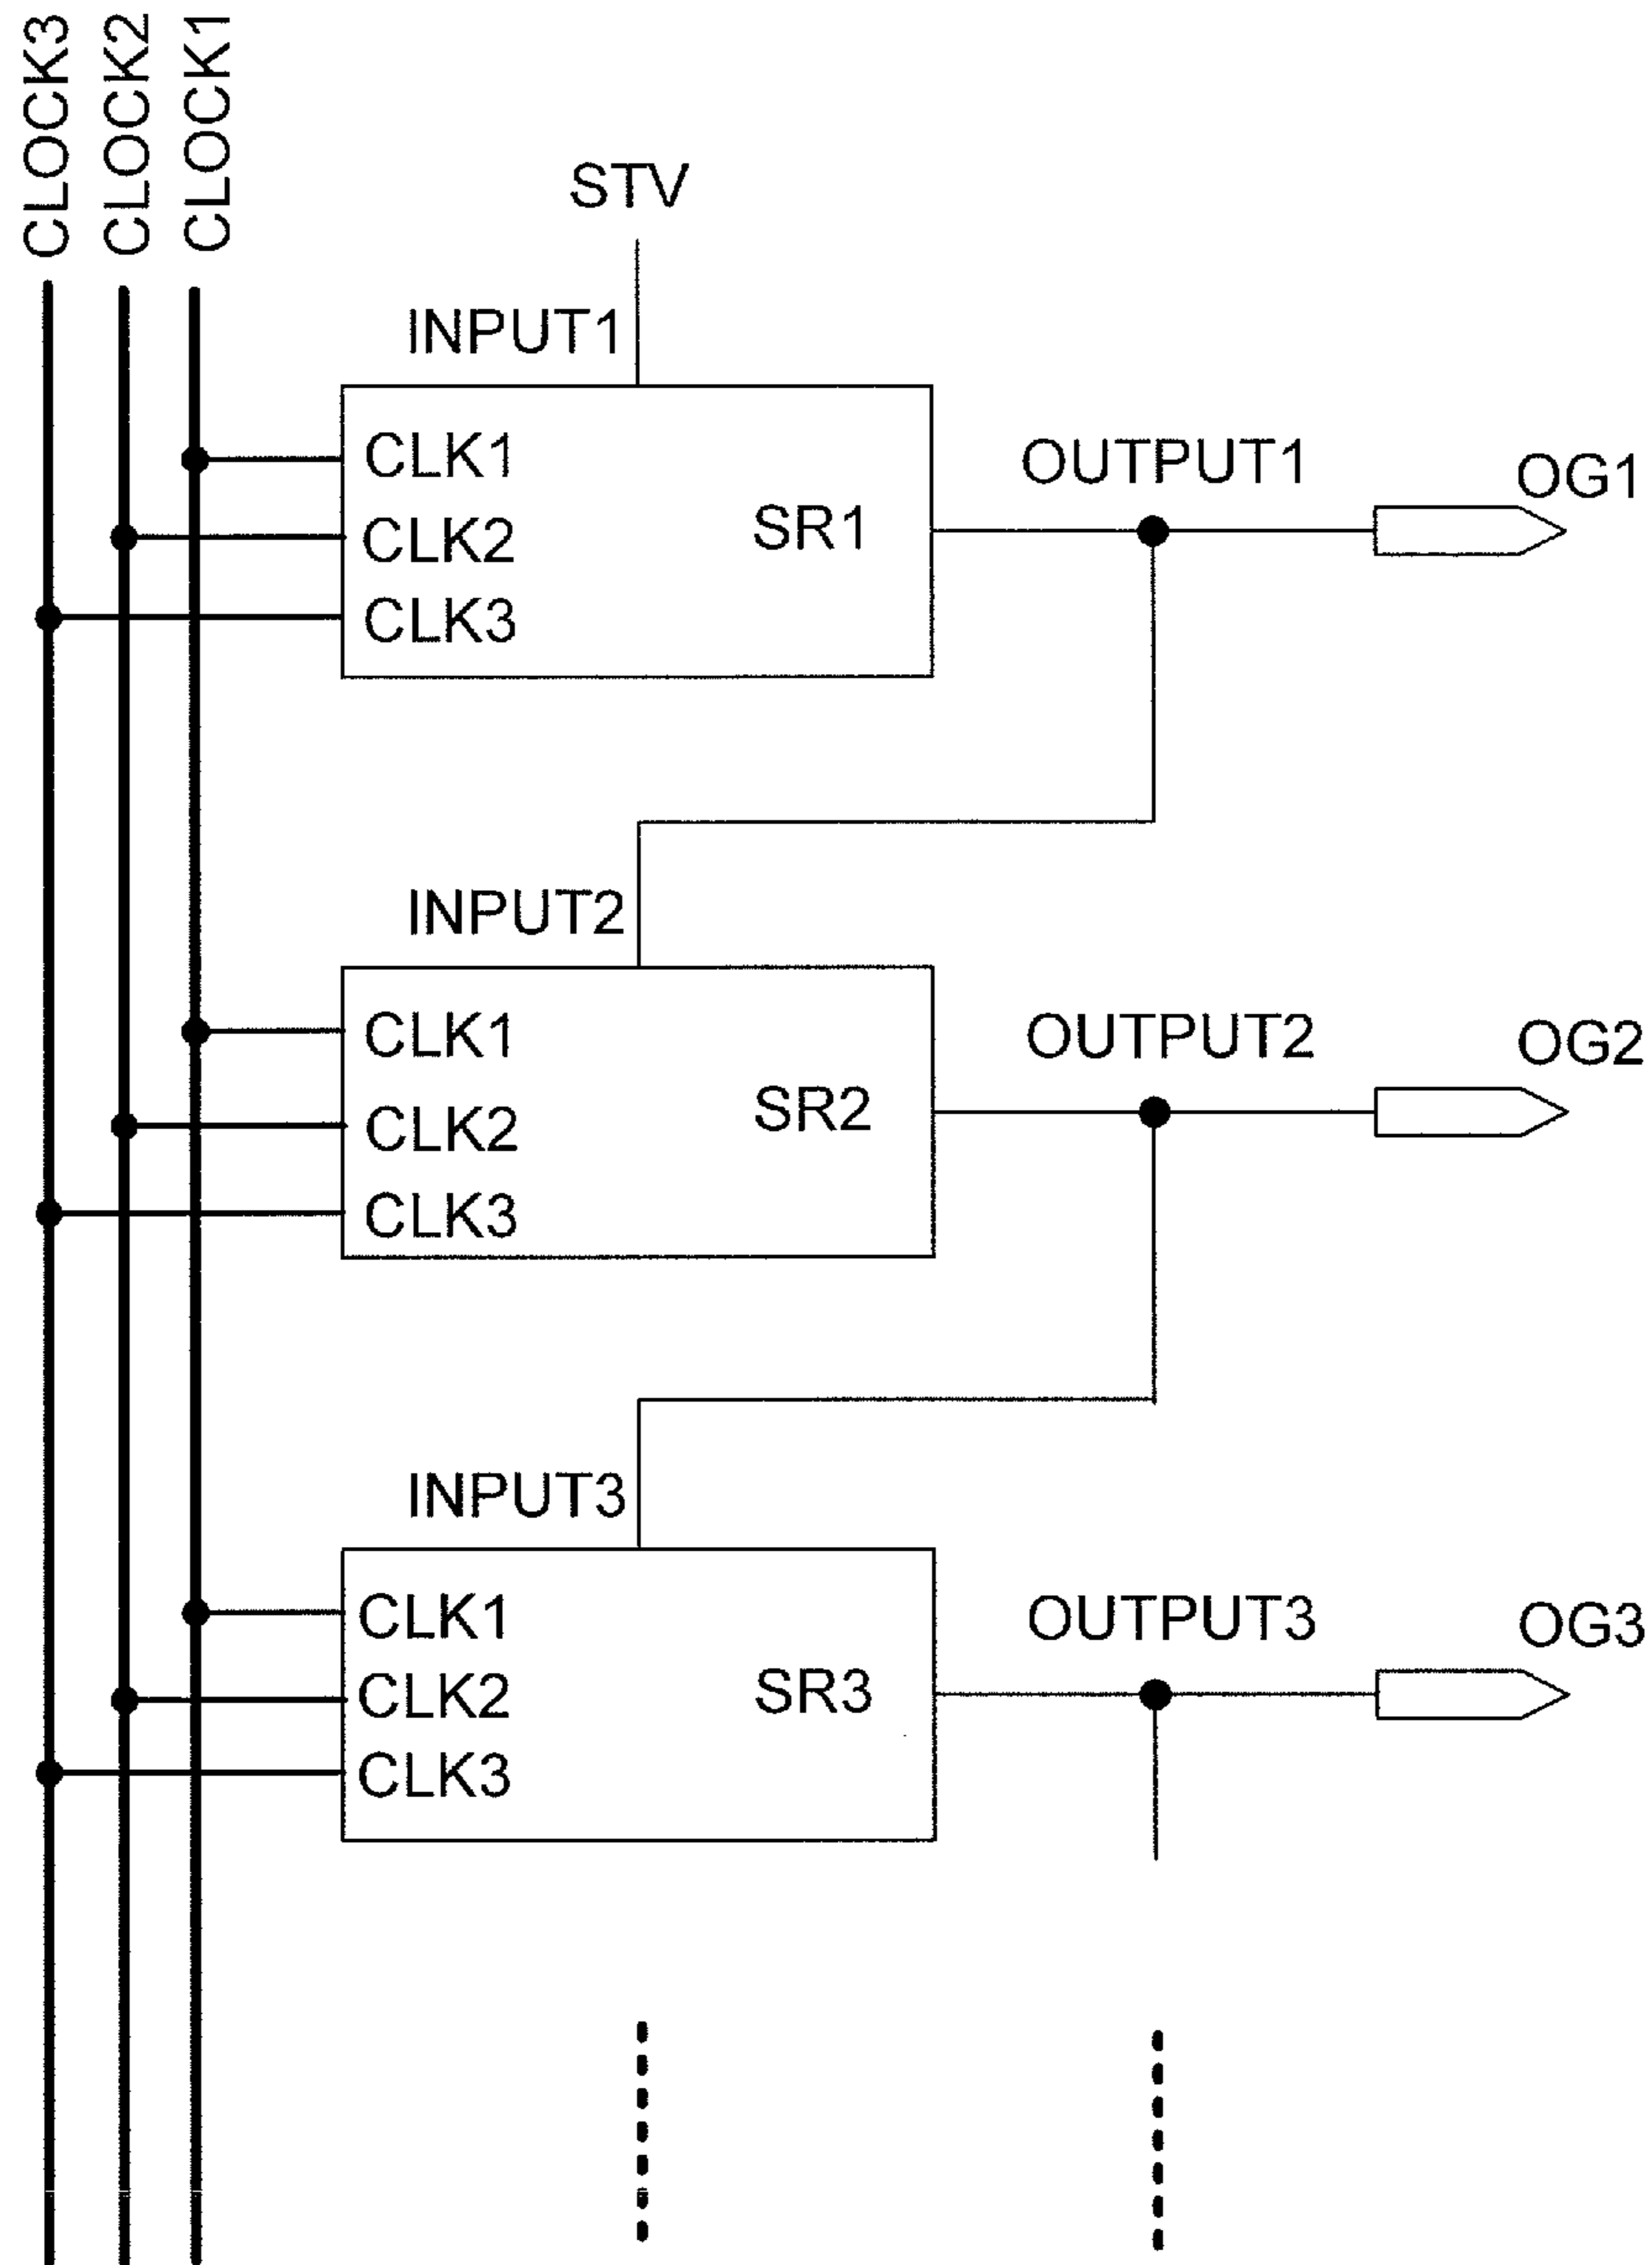 CLOCK3
CLOCK2
CLOCK1
STV
INPUT1
CLK1
CLK2
CLK3
SR1
OUTPUT1
OG1
INPUT2
CLK1
CLK2
CLK3
SR2
OUTPUT2
OG2
INPUT3
CLK1
CLK2
CLK3
SR3
OUTPUT3
OG3